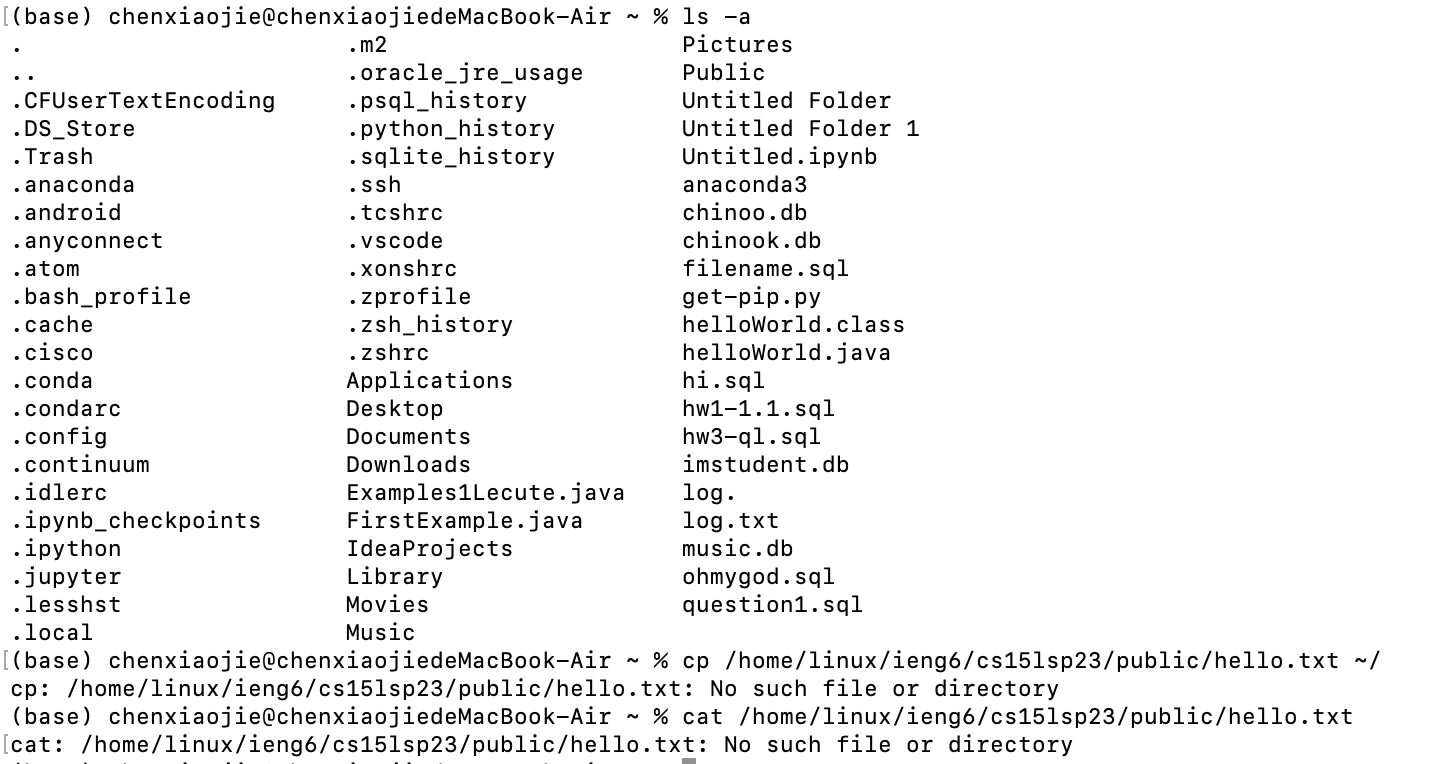 [(base) chenxiaojie@chenxiaojiedeMacBook-Air ~ % ls -a
. .m2 Pictures
.. .oracle_jre_usage Public
.CFUserTextEncoding .psql_history Untitled Folder
.DS_Store .python_history Untitled Folder 1
.Trash .sqlite_history Untitled.ipynb
.anaconda .ssh anaconda3
.android .tcshrc chinoo.db
.anyconnect .vscode chinook.db
.atom .xonshrc filename.sql
.bash_profile .zprofile get-pip.py
.cache .zsh_history helloWorld.class
.cisco .zshrc helloWorld.java
.conda Applications hi.sql
.condarc Desktop hw1-1.1.sql
.config Documents hw3-ql.sql
.continuum Downloads imstudent.db
.idlerc Examples1Lecute.java log.
.ipynb_checkpoints FirstExample.java log.txt
.ipython IdeaProjects music.db
.jupyter Library ohmygod.sql
.lesshst Movies question1.sql
.local Music
[(base) chenxiaojie@chenxiaojiedeMacBook-Air ~ % cp /home/linux/ieng6/cs15lsp23/public/hello.txt ~/
cp: /home/linux/ieng6/cs15lsp23/public/hello.txt: No such file or directory
(base) chenxiaojie@chenxiaojiedeMacBook-Air ~ % cat /home/linux/ieng6/cs15lsp23/public/hello.txt
[cat: /home/linux/ieng6/cs15lsp23/public/hello.txt: No such file or directory